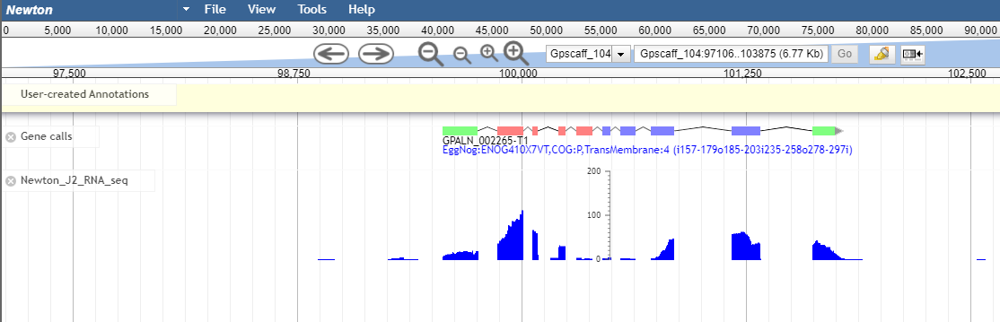 Newton File View Tools Help
0 5,000 10,000 15,000 20,000 25,000 30,000 35,000 40,000 45,000 50,000 55,000 60,000 65,000 70,000 75,000 80,000 85,000 90,000
Gpscaff_104 Gpscaff_104:97106..103875 (6.77 Kb) Go
97,500 98,750 100,000 101,250 102,500
User-created Annotations
Gene calls
GPALN_002265-T1
EggNog:ENOG410X7VT,COG:P,TransMembrane:4 (i157-179o185-203i235-258o278-297i)
Newton_J2_RNA_seq
200
100
0